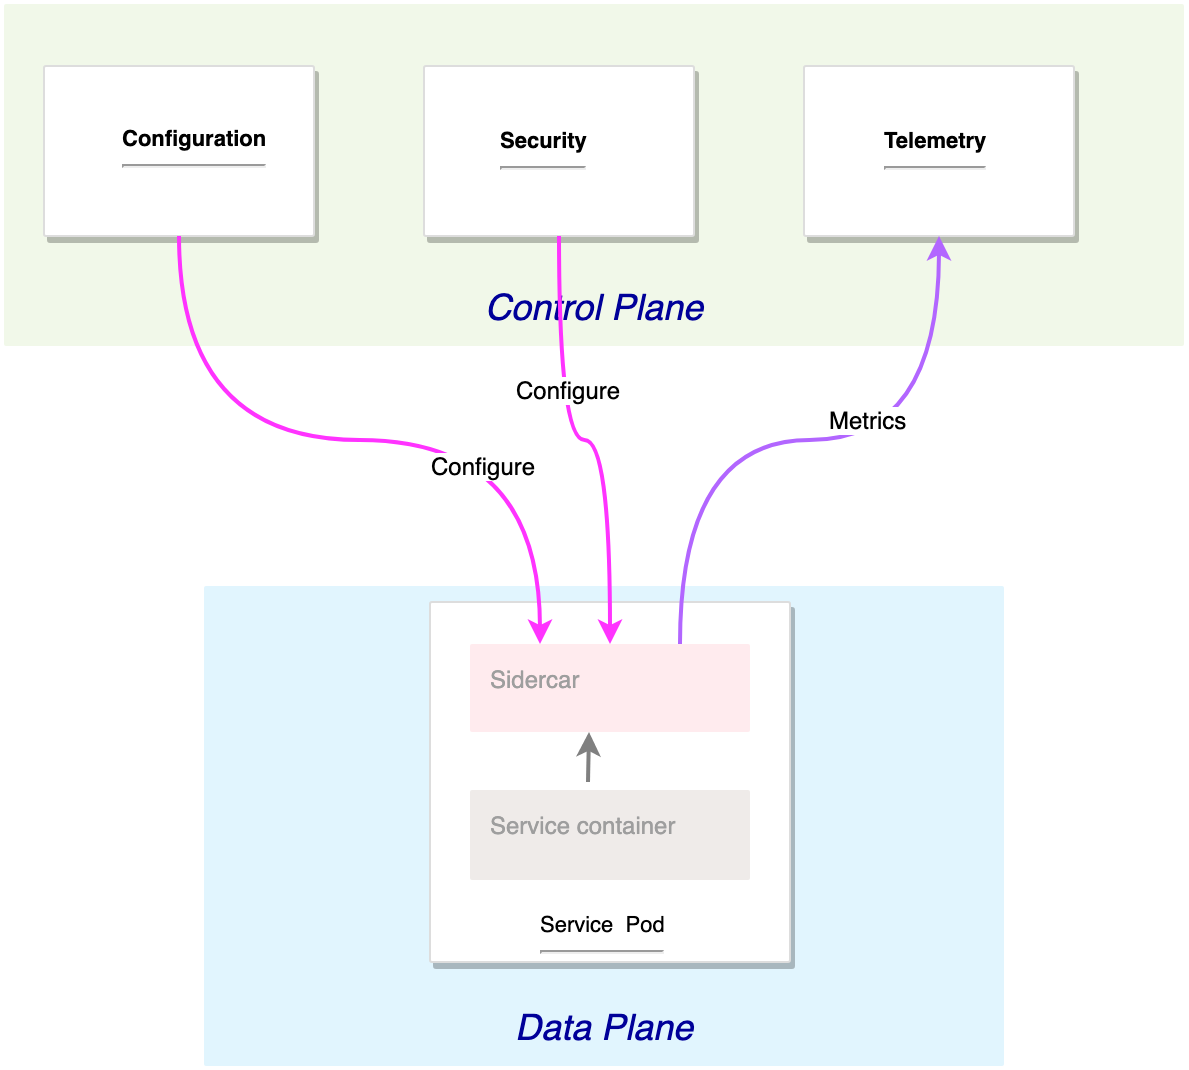 Configuration
Security
Telemetry
Control Plane
Configure
Metrics
Configure
Sidercar
Service container
Service Pod
Data Plane